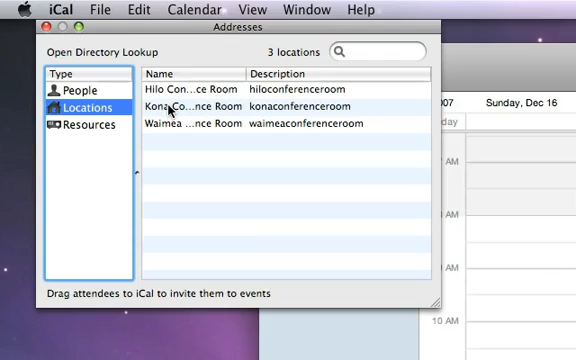 iCal File Edit Calendar View Window Help
Addresses
Open Directory Lookup 3 locations
Type Name Description
People Hilo Con...ce Room hiloconferenceroom
Locations Kona Co...nce Room konaconferenceroom
Resources Waimea ...nce Room waimeaconferenceroom
Drag attendees to iCal to invite them to events
007 Sunday, Dec 16
day
AM
AM
AM
10 AM